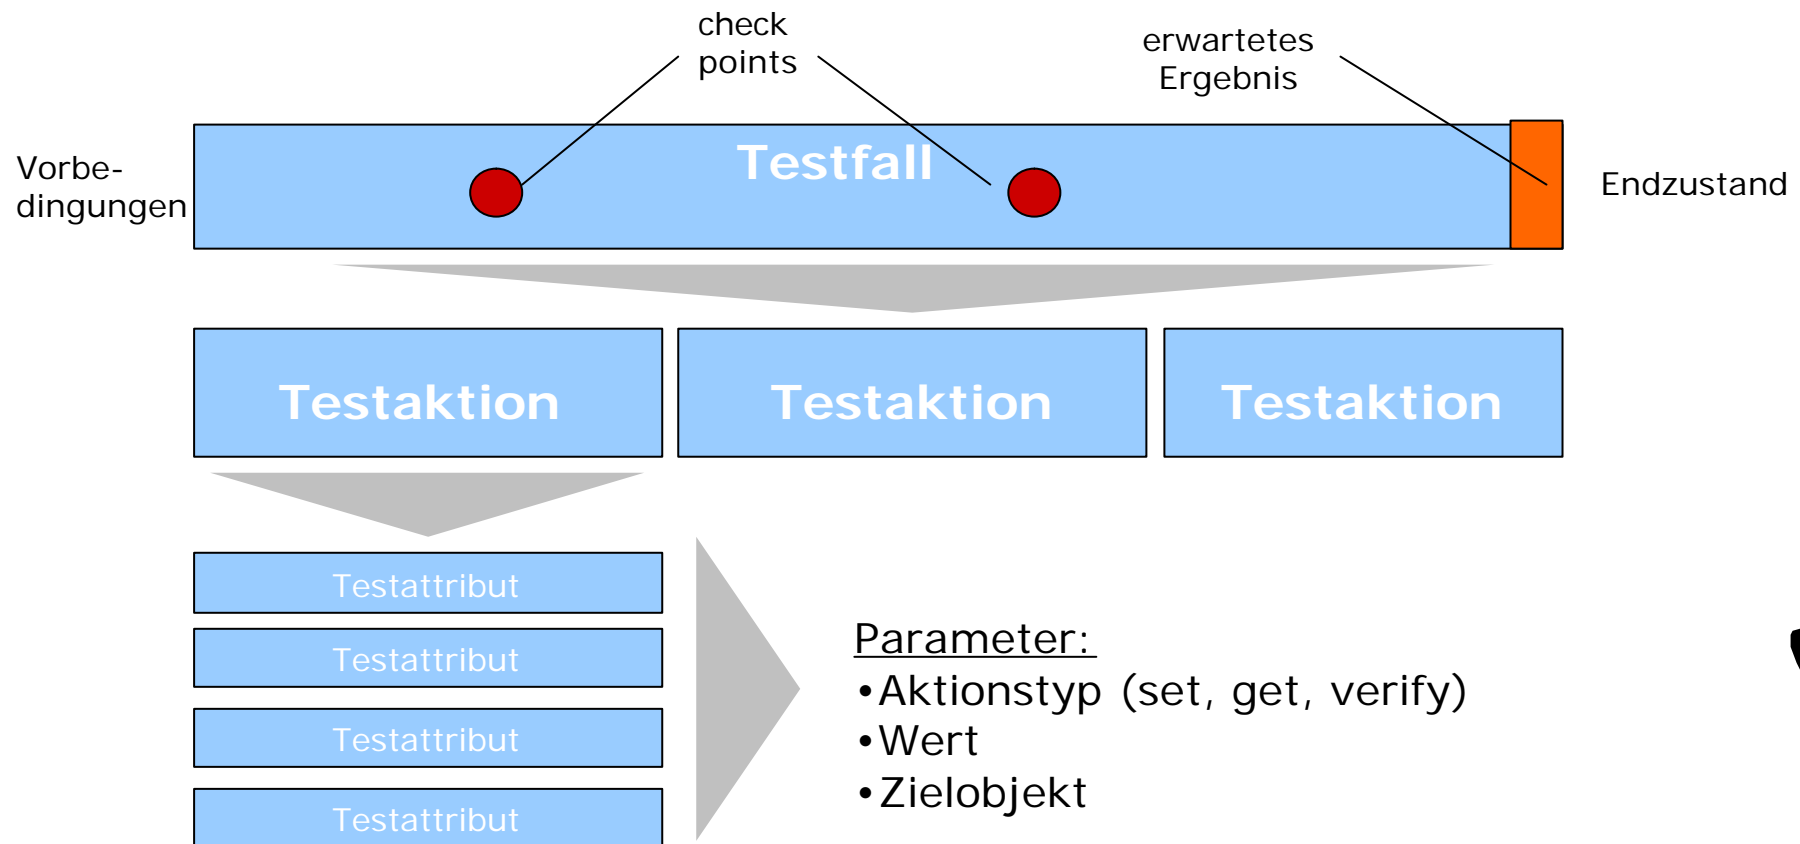 check
points
erwartetes
Ergebnis
Vorbe-
dingungen
Testfall
Endzustand
Testaktion
Testaktion
Testaktion
Testattribut
Testattribut
Testattribut
Testattribut
Parameter:
•Aktionstyp (set, get, verify)
•Wert
•Zielobjekt